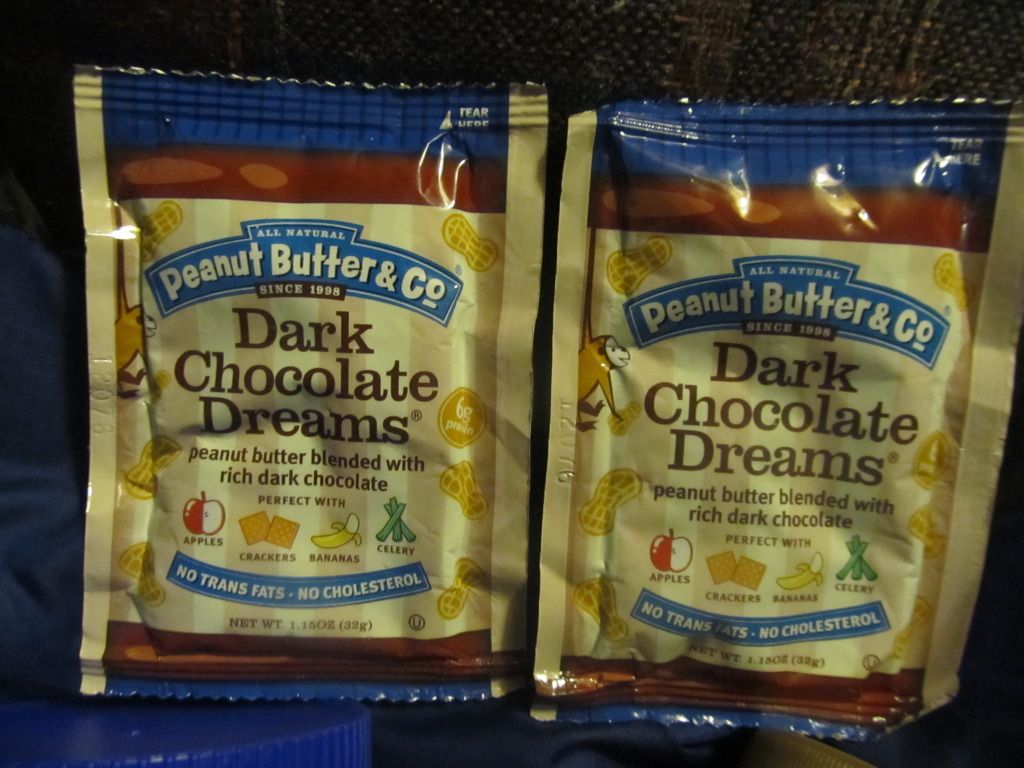 TEAR
HERE
ALL NATURAL
Peanut Butter & Co®
SINCE 1998
Dark
Chocolate
Dreams®
6g
protein
peanut butter blended with
rich dark chocolate
PERFECT WITH
APPLES
CRACKERS
BANANAS
CELERY
NO TRANS FATS · NO CHOLESTEROL
NET WT. 1.15OZ (32g)
U
TEAR
HERE
ALL NATURAL
Peanut Butter & Co®
SINCE 1998
Dark
Chocolate
Dreams®
peanut butter blended with
rich dark chocolate
PERFECT WITH
APPLES
CRACKERS
BANANAS
CELERY
NO TRANS FATS · NO CHOLESTEROL
NET WT. 1.15OZ (32g)
U